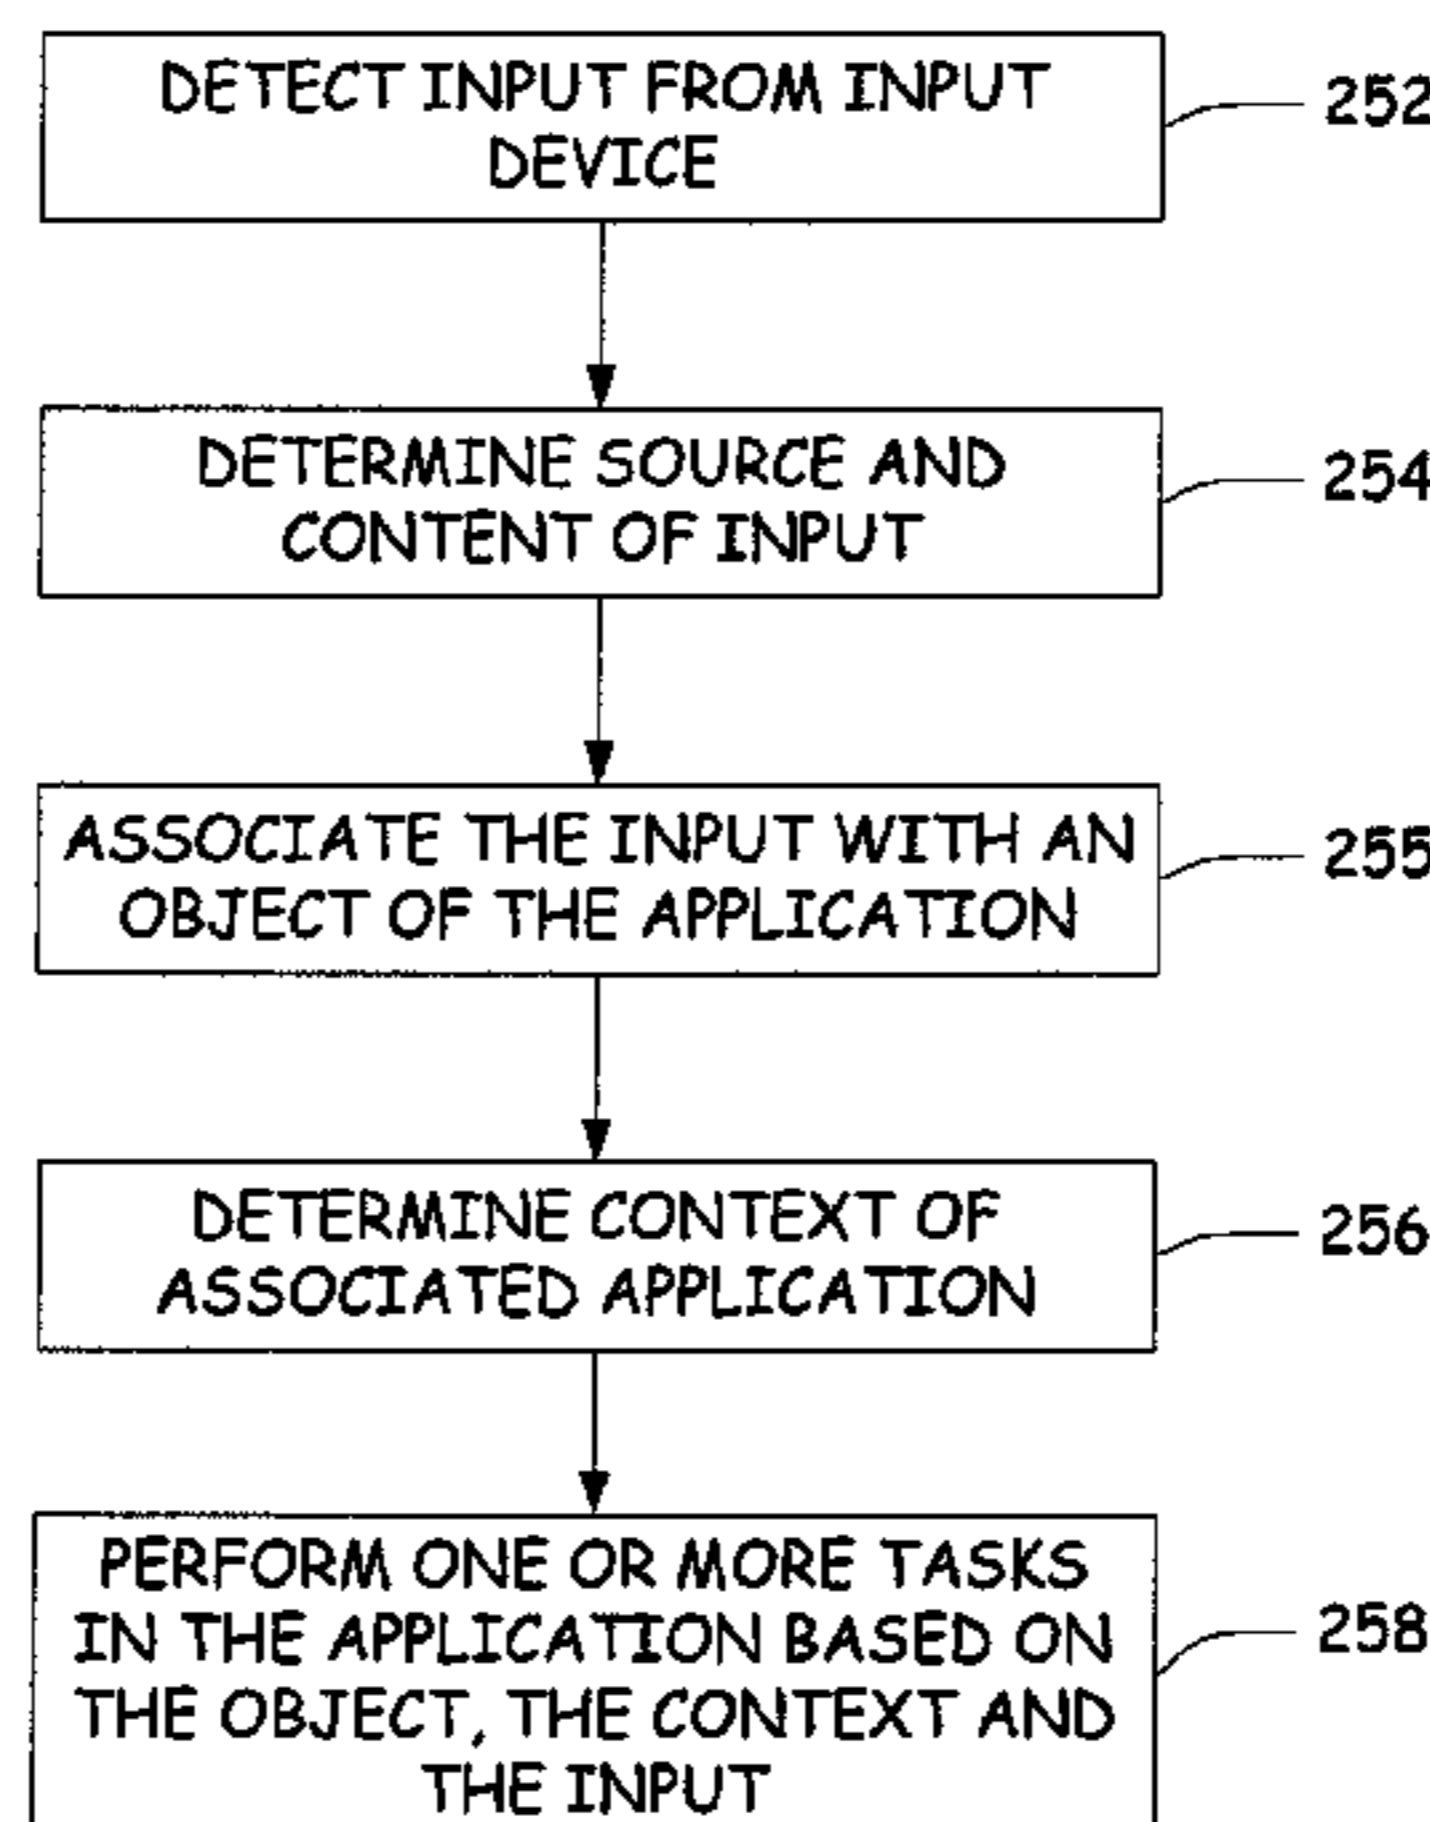 DETECT INPUT FROM INPUT
DEVICE
252
DETERMINE SOURCE AND
CONTENT OF INPUT
254
ASSOCIATE THE INPUT WITH AN
OBJECT OF THE APPLICATION
255
DETERMINE CONTEXT OF
ASSOCIATED APPLICATION
256
PERFORM ONE OR MORE TASKS
IN THE APPLICATION BASED ON
THE OBJECT, THE CONTEXT AND
THE INPUT
258